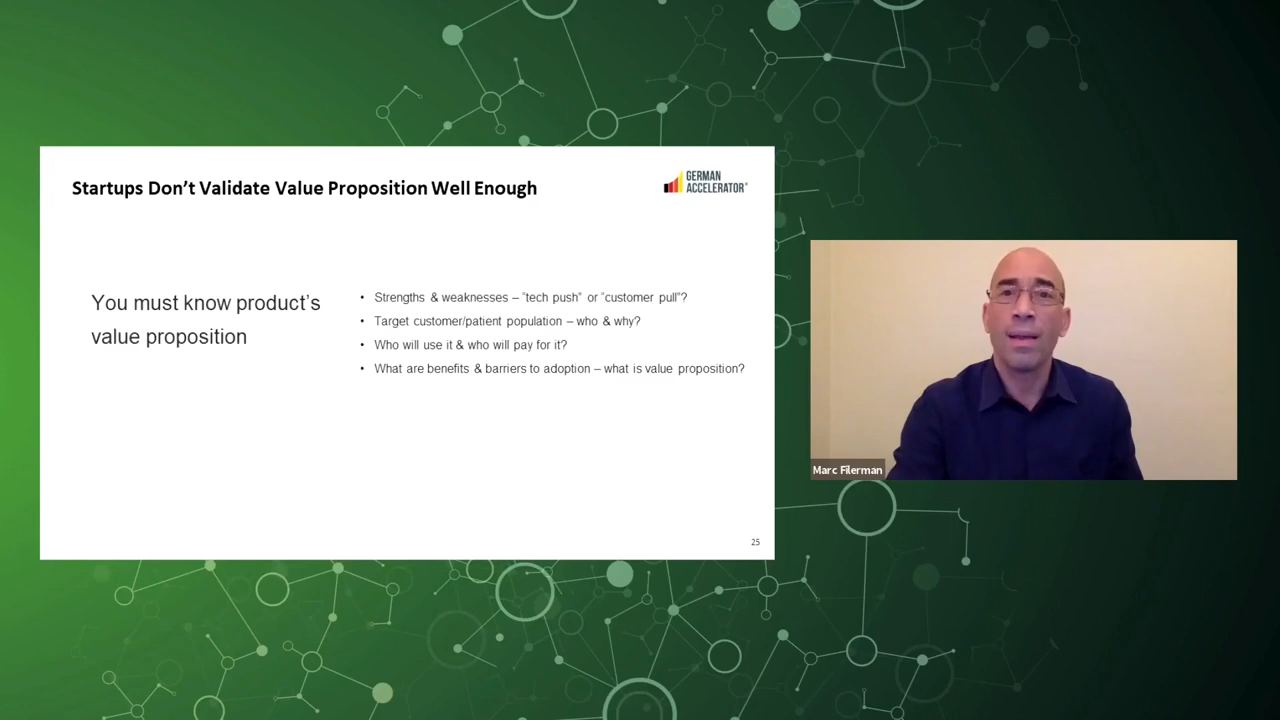 Startups Don't Validate Value Proposition Well Enough
GERMAN
ACCELERATOR®
You must know product's
value proposition
• Strengths & weaknesses – "tech push" or "customer pull"?
• Target customer/patient population – who & why?
• Who will use it & who will pay for it?
• What are benefits & barriers to adoption – what is value proposition?
25
Marc Filerman